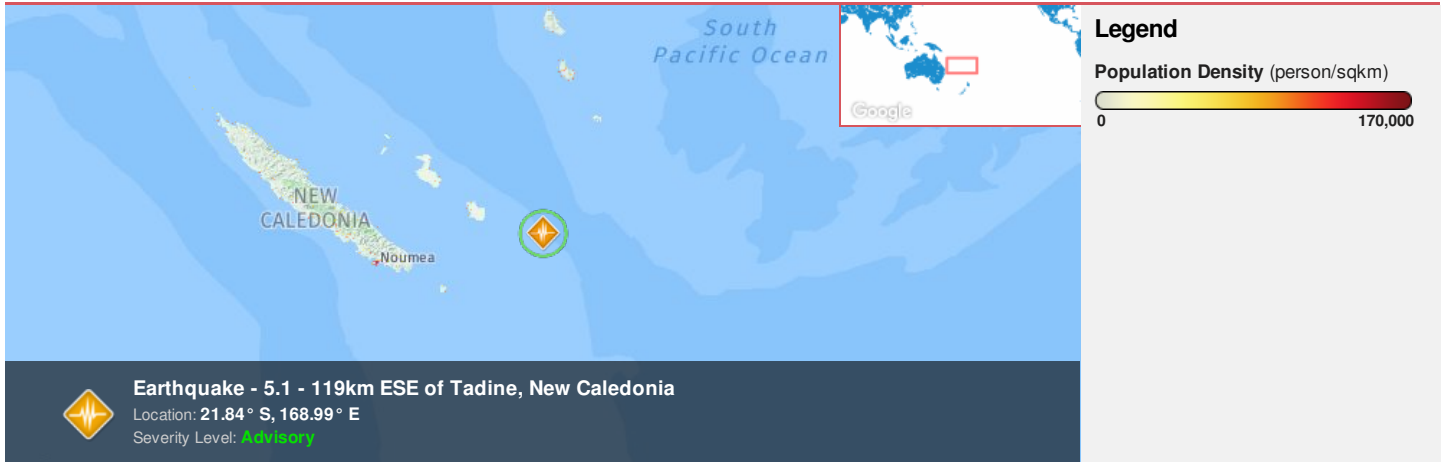 South
Pacific Ocean
NEW
CALEDONIA
Noumea
Google
Legend
Population Density (person/sqkm)
0 170,000
Earthquake - 5.1 - 119km ESE of Tadine, New Caledonia
Location: 21.84° S, 168.99° E
Severity Level: Advisory